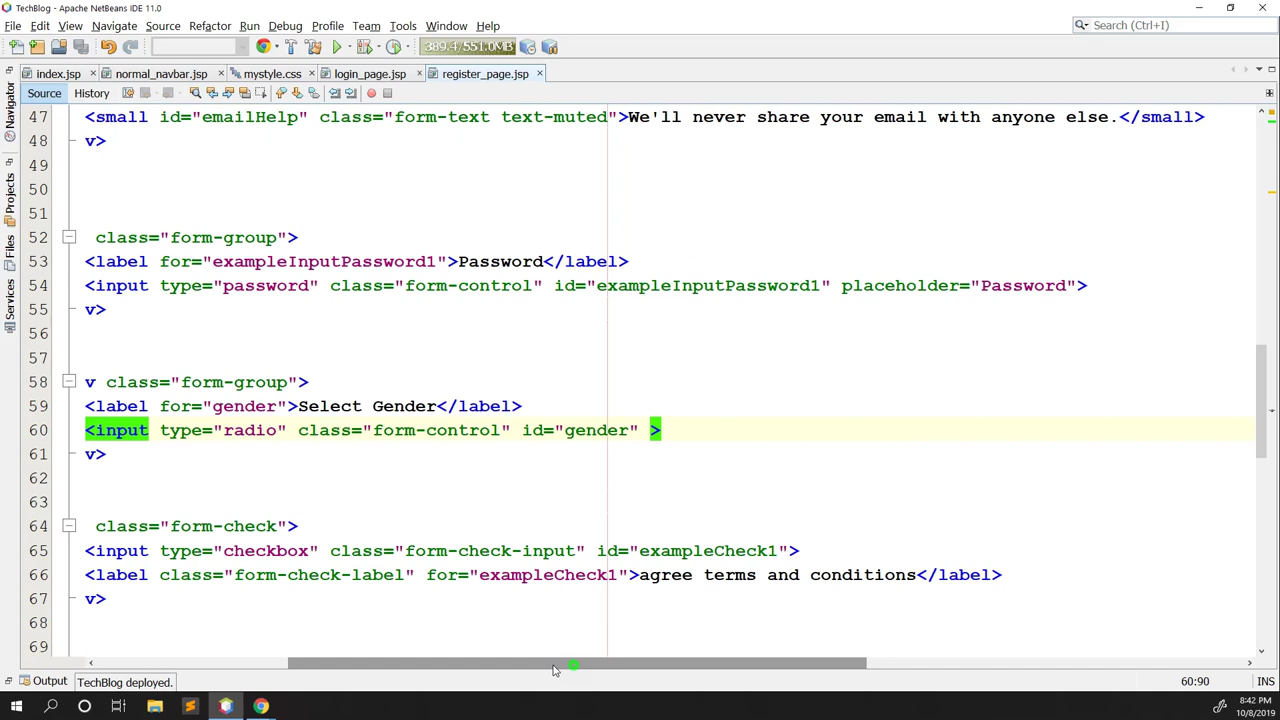 TechBlog - Apache NetBeans IDE 11.0
File Edit View Navigate Source Refactor Run Debug Profile Team Tools Window Help
Search (Ctrl+I)
389.4/551.0MB
index.jsp normal_navbar.jsp mystyle.css login_page.jsp register_page.jsp
Source History
Navigator
Projects
Files
Services
47 <small id="emailHelp" class="form-text text-muted">We'll never share your email with anyone else.</small>
48 v>
49
50
51
52 class="form-group">
53 <label for="exampleInputPassword1">Password</label>
54 <input type="password" class="form-control" id="exampleInputPassword1" placeholder="Password">
55 v>
56
57
58 v class="form-group">
59 <label for="gender">Select Gender</label>
60 <input type="radio" class="form-control" id="gender" >
61 v>
62
63
64 class="form-check">
65 <input type="checkbox" class="form-check-input" id="exampleCheck1">
66 <label class="form-check-label" for="exampleCheck1">agree terms and conditions</label>
67 v>
68
69
Output TechBlog deployed. 60:90 INS
8:42 PM
10/8/2019